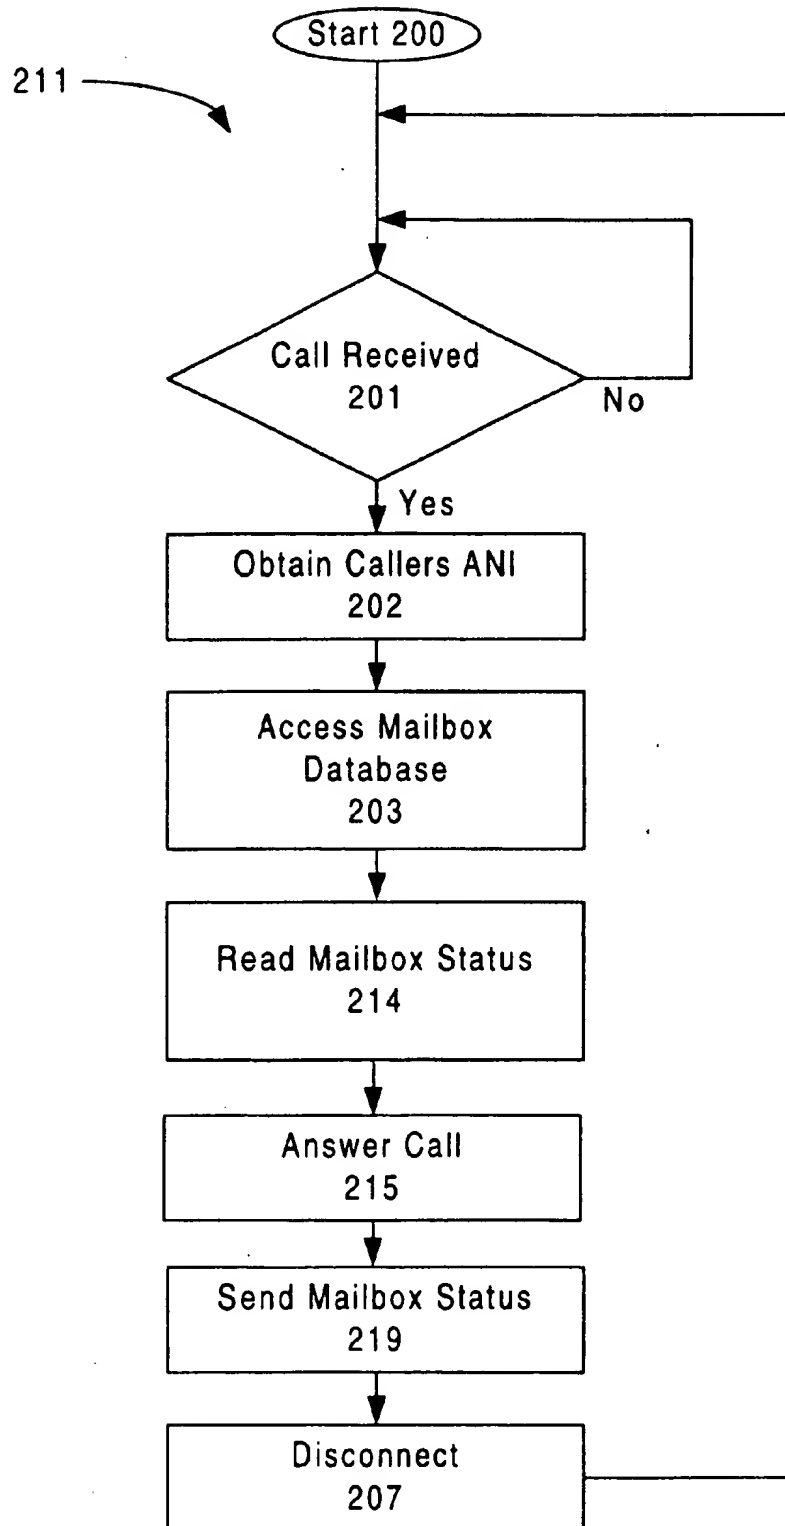 Start 200
211
Call Received
201
No
Yes
Obtain Callers ANI
202
Access Mailbox
Database
203
Read Mailbox Status
214
Answer Call
215
Send Mailbox Status
219
Disconnect
207